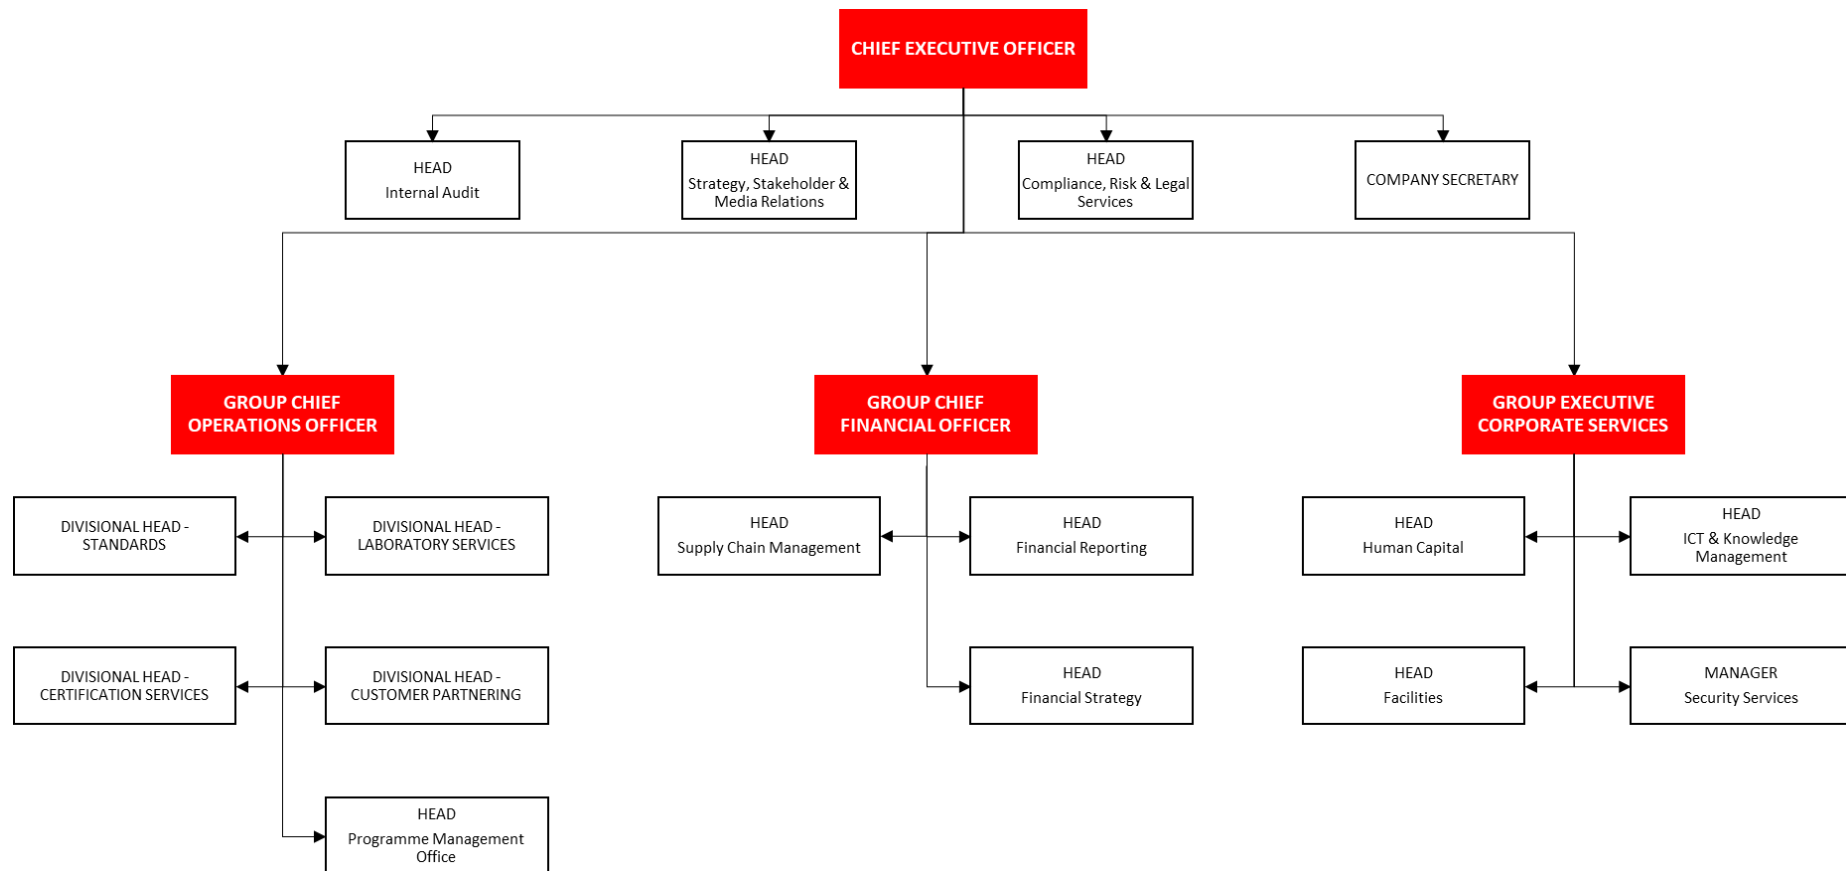 CHIEF EXECUTIVE OFFICER
HEAD
Internal Audit
HEAD
Strategy, Stakeholder &
Media Relations
HEAD
Compliance, Risk & Legal
Services
COMPANY SECRETARY
GROUP CHIEF
OPERATIONS OFFICER
GROUP CHIEF
FINANCIAL OFFICER
GROUP EXECUTIVE
CORPORATE SERVICES
DIVISIONAL HEAD -
STANDARDS
DIVISIONAL HEAD -
LABORATORY SERVICES
HEAD
Supply Chain Management
HEAD
Financial Reporting
HEAD
Human Capital
HEAD
ICT & Knowledge
Management
DIVISIONAL HEAD -
CERTIFICATION SERVICES
DIVISIONAL HEAD -
CUSTOMER PARTNERING
HEAD
Financial Strategy
HEAD
Facilities
MANAGER
Security Services
HEAD
Programme Management
Office